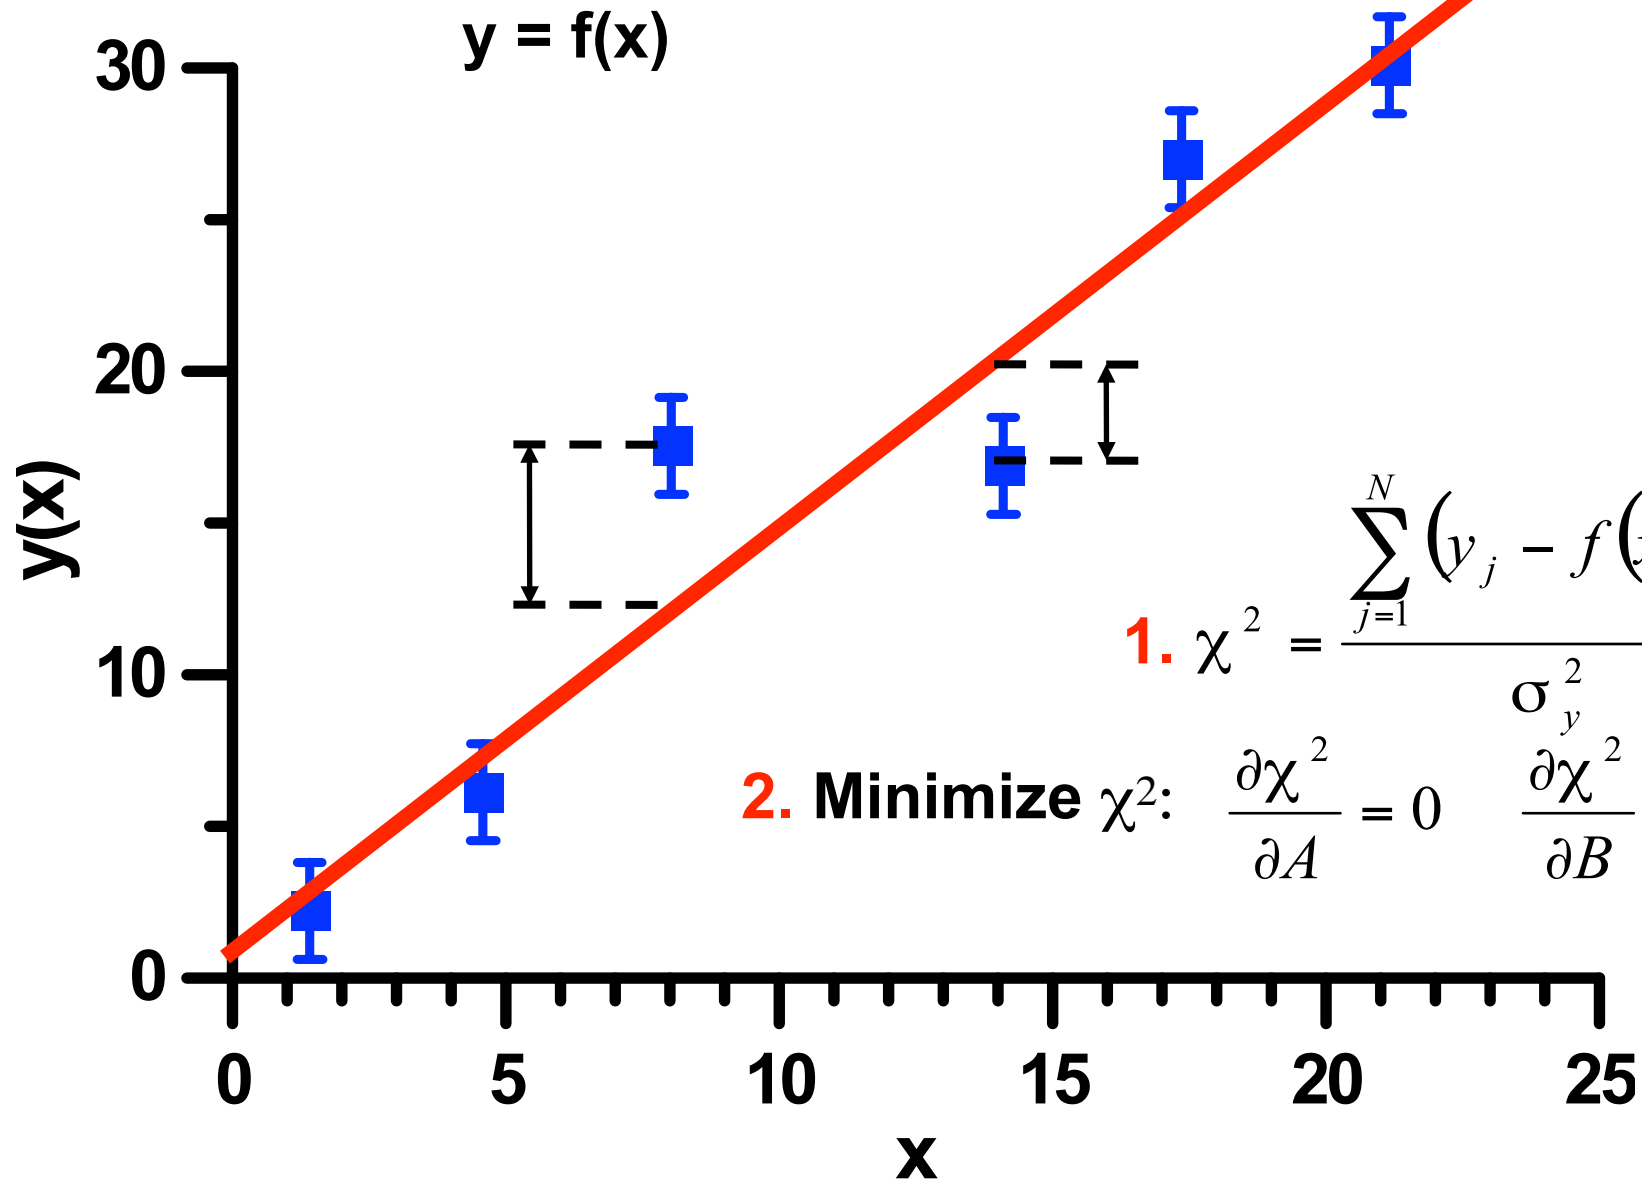 y = f(x)
30
20
10
0
y(x)
0 5 10 15 20 25
x
1. χ² = ∑_{j=1}^{N} (y_j − f(
σ_y²
2. Minimize χ²: ∂χ²/∂A = 0 ∂χ²/∂B